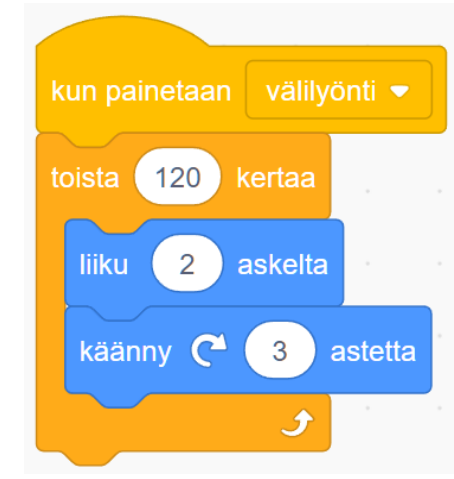 kun painetaan välilyönti
toista 120 kertaa
liiku 2 askelta
käänny 3 astetta